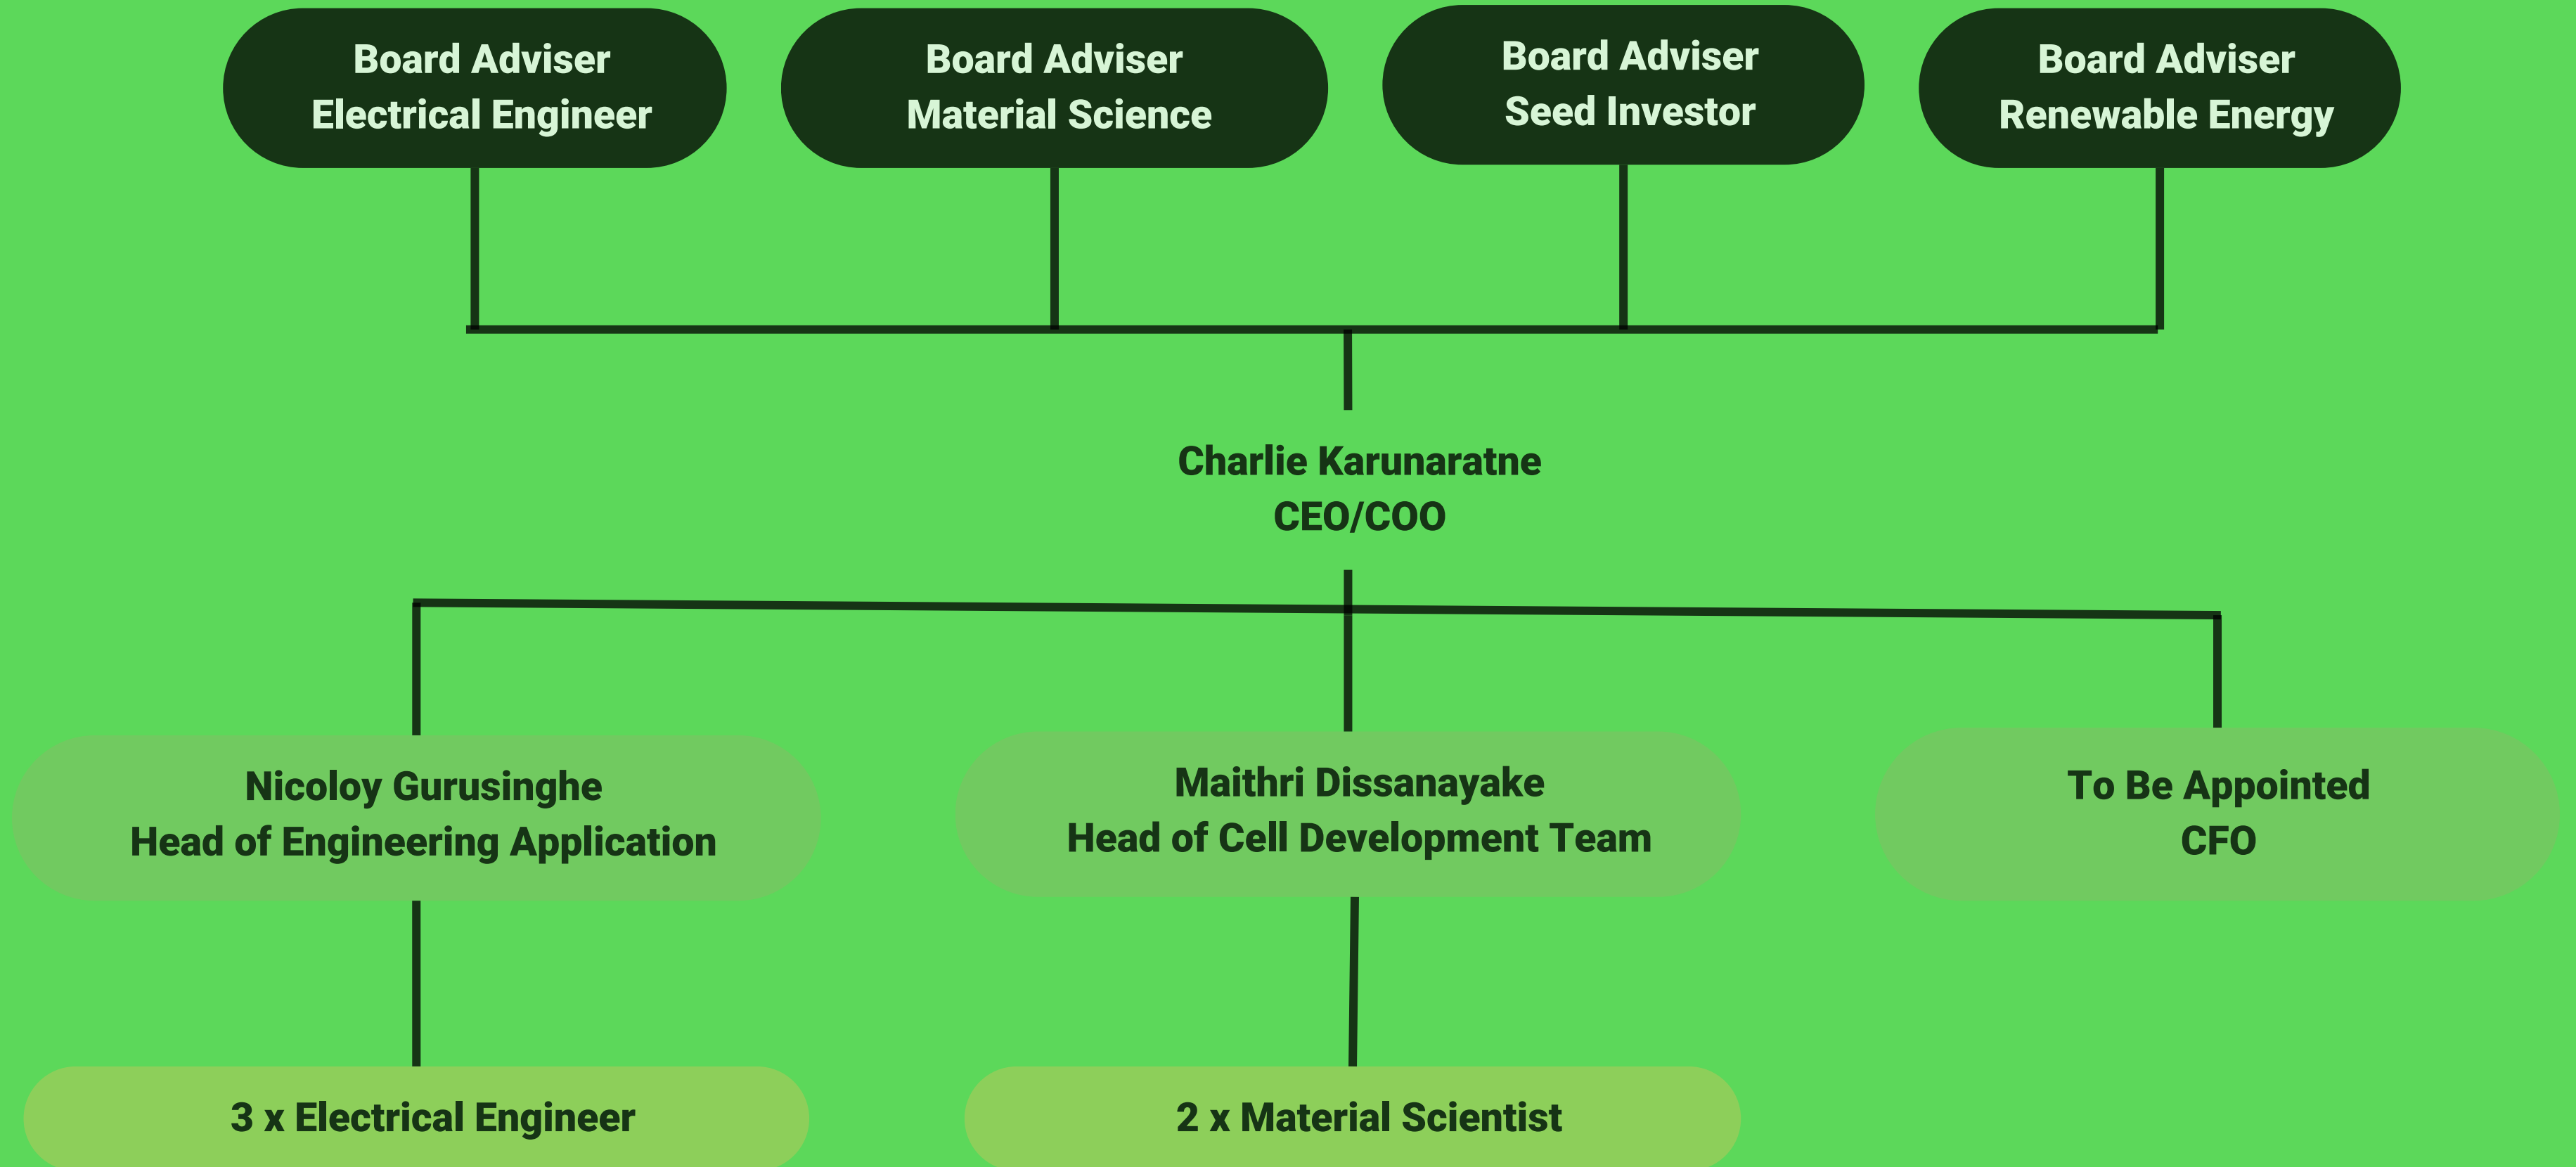 Board Adviser
Electrical Engineer
Board Adviser
Material Science
Board Adviser
Seed Investor
Board Adviser
Renewable Energy
Charlie Karunaratne
CEO/COO
Nicoloy Gurusinghe
Head of Engineering Application
Maithri Dissanayake
Head of Cell Development Team
To Be Appointed
CFO
3 x Electrical Engineer
2 x Material Scientist